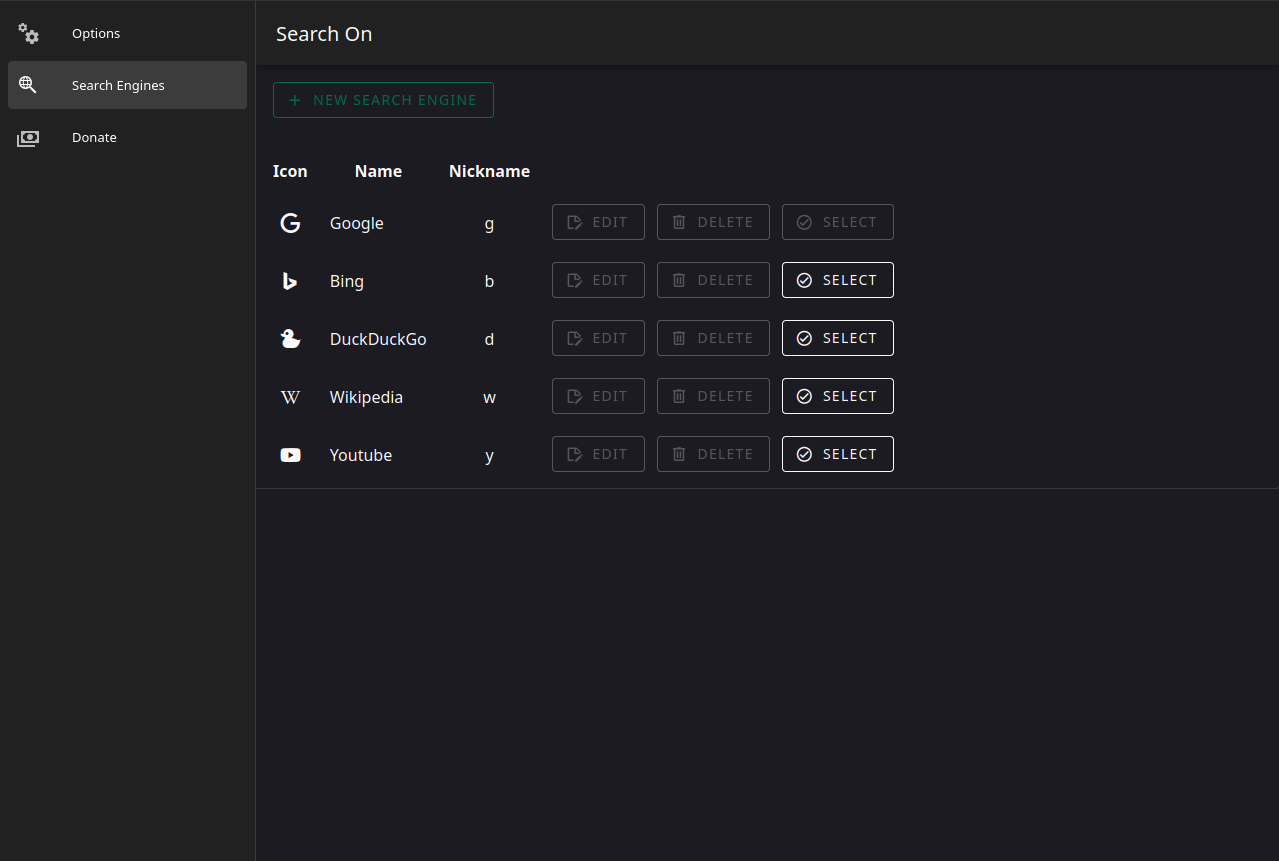 Options
Search Engines
Donate
Search On
NEW SEARCH ENGINE
Icon Name Nickname
Google g EDIT DELETE SELECT
Bing b EDIT DELETE SELECT
DuckDuckGo d EDIT DELETE SELECT
Wikipedia w EDIT DELETE SELECT
Youtube y EDIT DELETE SELECT